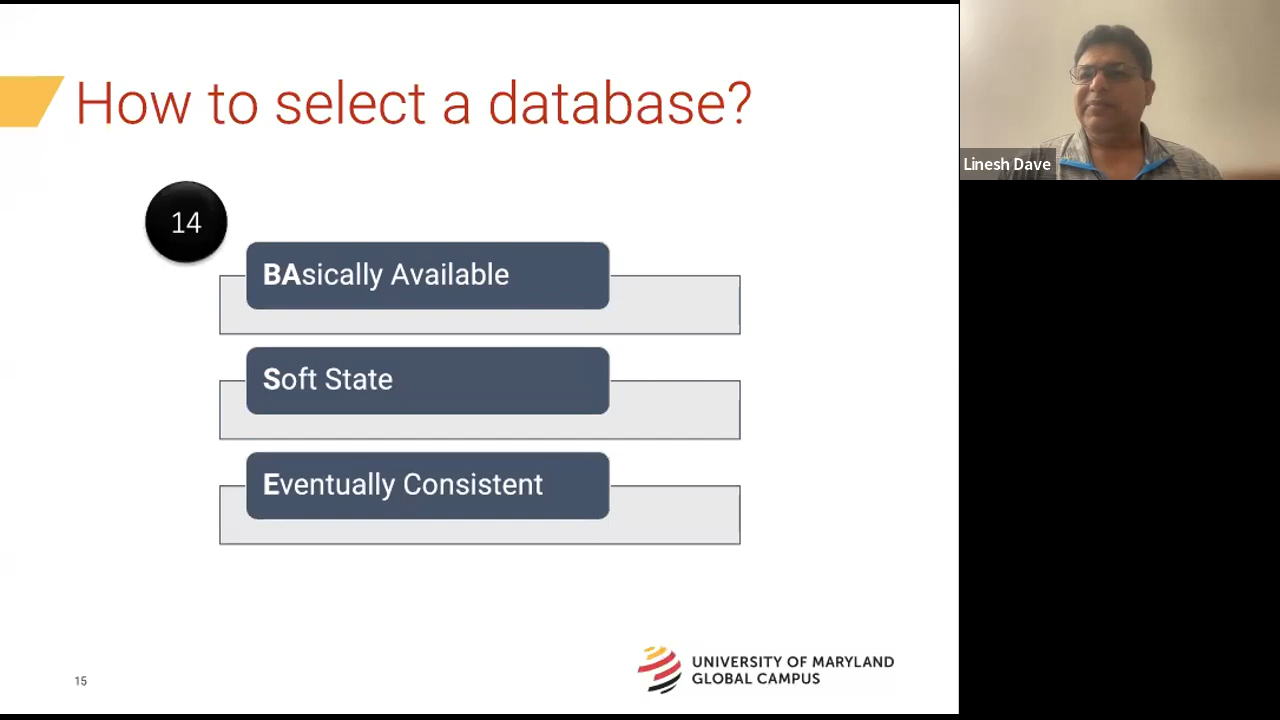 How to select a database?
14
BAsically Available
Soft State
Eventually Consistent
15
UNIVERSITY OF MARYLAND
GLOBAL CAMPUS
Linesh Dave